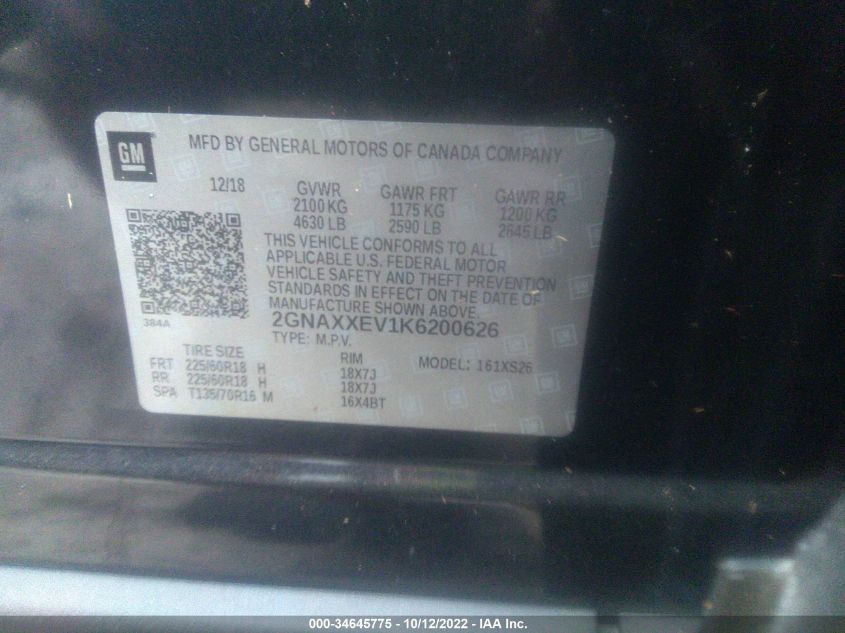 GM
MFD BY GENERAL MOTORS OF CANADA COMPANY
12/18 GVWR GAWR FRT GAWR RR
2100 KG 1175 KG 1200 KG
4630 LB 2590 LB 2645 LB
THIS VEHICLE CONFORMS TO ALL
APPLICABLE U.S. FEDERAL MOTOR
VEHICLE SAFETY AND THEFT PREVENTION
STANDARDS IN EFFECT ON THE DATE OF
MANUFACTURE SHOWN ABOVE.
384A 2GNAXXEV1K6200626
TYPE: M.P.V.
TIRE SIZE RIM MODEL: 161XS26
FRT 225/60R18 H 18X7J
RR 225/60R18 H 18X7J
SPA T135/70R16 M 16X4BT
000-34645775 - 10/12/2022 - IAA Inc.